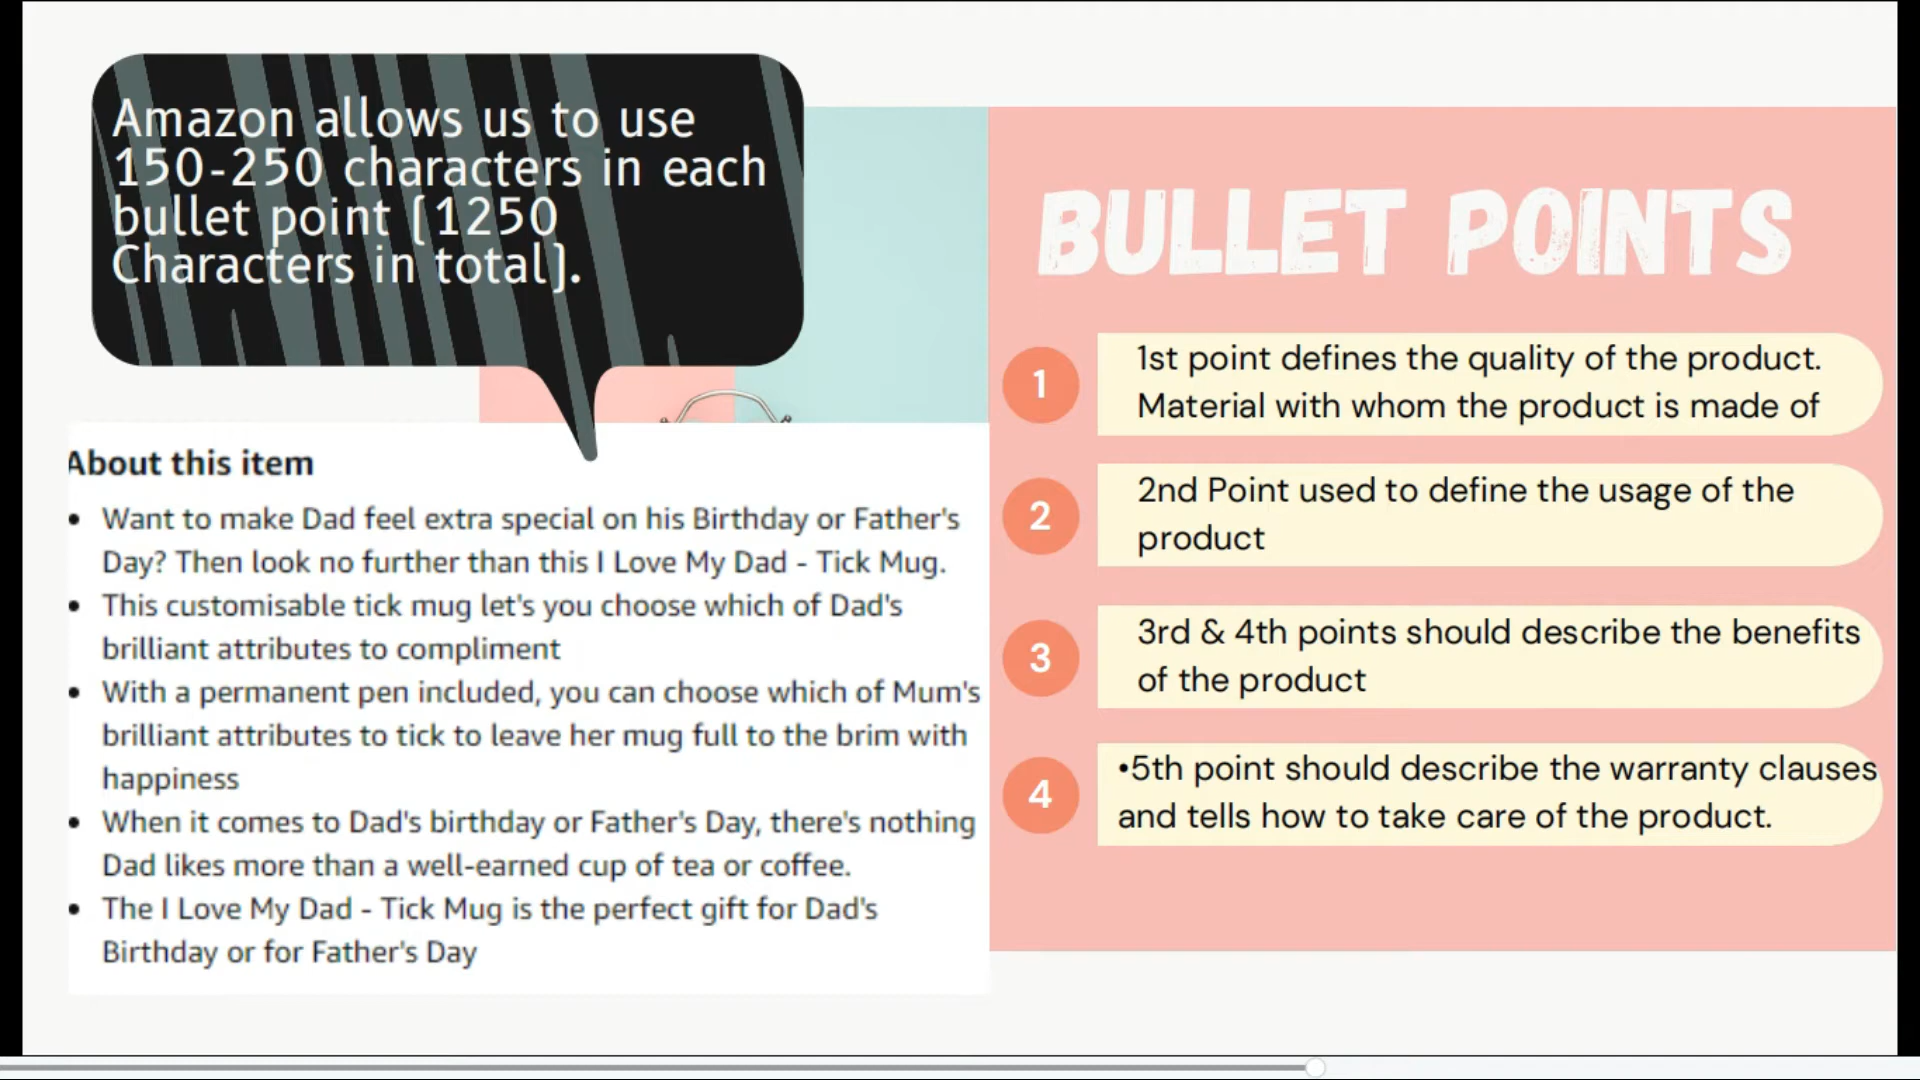 Amazon allows us to use
150-250 characters in each
bullet point [1250
Characters in total].
About this item
• Want to make Dad feel extra special on his Birthday or Father's
Day? Then look no further than this I Love My Dad - Tick Mug.
• This customisable tick mug let's you choose which of Dad's
brilliant attributes to compliment
• With a permanent pen included, you can choose which of Mum's
brilliant attributes to tick to leave her mug full to the brim with
happiness
• When it comes to Dad's birthday or Father's Day, there's nothing
Dad likes more than a well-earned cup of tea or coffee.
• The I Love My Dad - Tick Mug is the perfect gift for Dad's
Birthday or for Father's Day
BULLET POINTS
1
1st point defines the quality of the product.
Material with whom the product is made of
2
2nd Point used to define the usage of the
product
3
3rd & 4th points should describe the benefits
of the product
4
•5th point should describe the warranty clauses
and tells how to take care of the product.